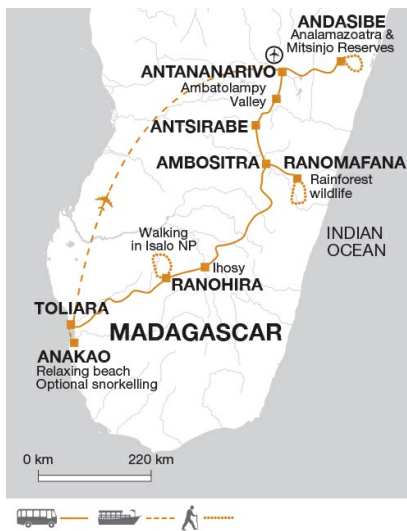 ANDASIBE
Analamazoatra &
Mitsinjo Reserves
ANTANANARIVO
Ambatolampy
Valley
ANTSIRABE
AMBOSITRA
RANOMAFANA
Rainforest
wildlife
INDIAN
OCEAN
Walking
in Isalo NP
Ihosy
RANOHIRA
TOLIARA
MADAGASCAR
ANAKAO
Relaxing beach
Optional snorkelling
0 km
220 km